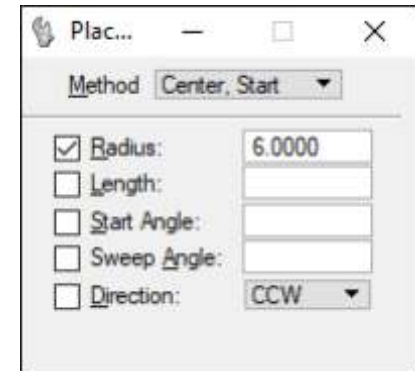 Plac...
Method Center, Start
Radius: 6.0000
Length:
Start Angle:
Sweep Angle:
Direction: CCW